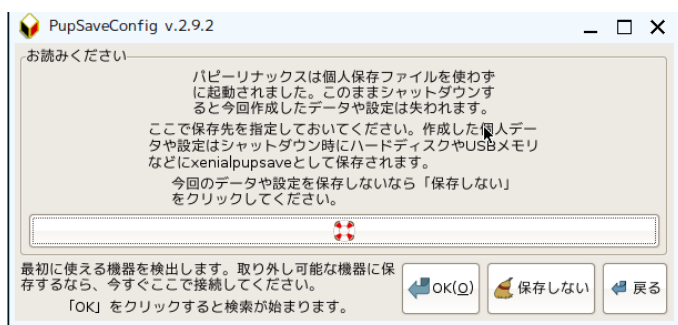 PupSaveConfig v.2.9.2
お読みください
パピーリナックスは個人保存ファイルを使わず
に起動されました。このままシャットダウンす
ると今回作成したデータや設定は失われます。
ここで保存先を指定しておいてください。作成した個人デー
タや設定はシャットダウン時にハードディスクやUSBメモリ
などにxenialpupsaveとして保存されます。
今回のデータや設定を保存しないなら「保存しない」
をクリックしてください。
最初に使える機器を検出します。取り外し可能な機器に保
存するなら、今すぐここで接続してください。
「OK」をクリックすると検索が始まります。
OK(O)
保存しない
戻る